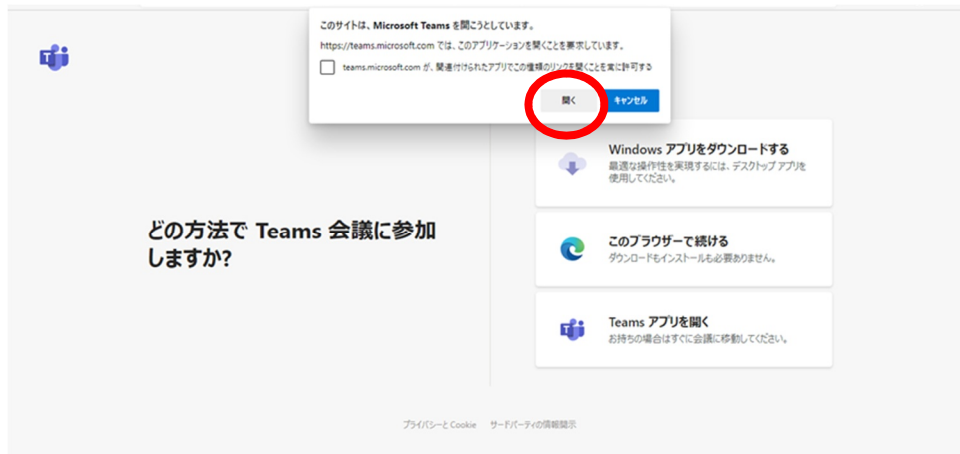 このサイトは、Microsoft Teams を開こうとしています。
https://teams.microsoft.com では、このアプリケーションを開くことを要求しています。
teams.microsoft.com が、関連付けられたアプリでこの種類のリンクを開くことを常に許可する
開く
キャンセル
どの方法で Teams 会議に参加
しますか?
Windows アプリをダウンロードする
最適な操作性を実現するには、デスクトップ アプリを
使用してください。
このブラウザーで続ける
ダウンロードもインストールも必要ありません。
Teams アプリを開く
お持ちの場合はすぐに会議に移動してください。
プライバシーと Cookie サードパーティの情報開示